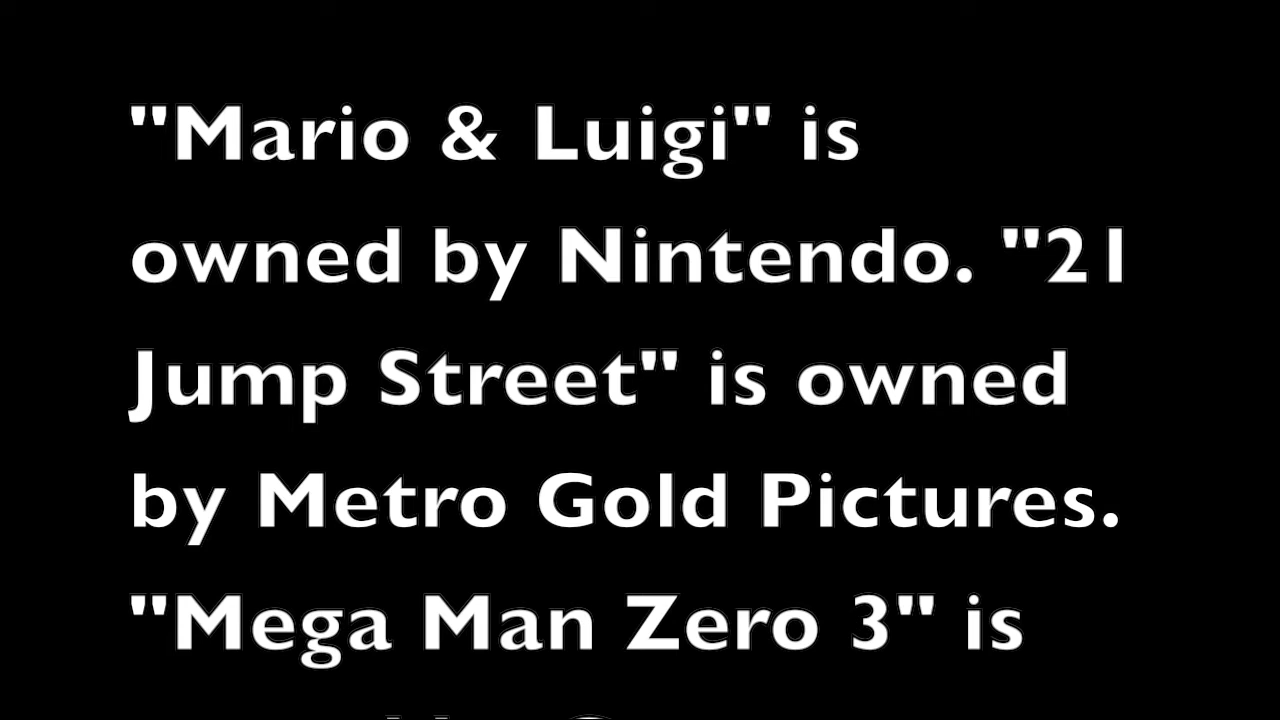 "Mario & Luigi" is
owned by Nintendo. "21
Jump Street" is owned
by Metro Gold Pictures.
"Mega Man Zero 3" is